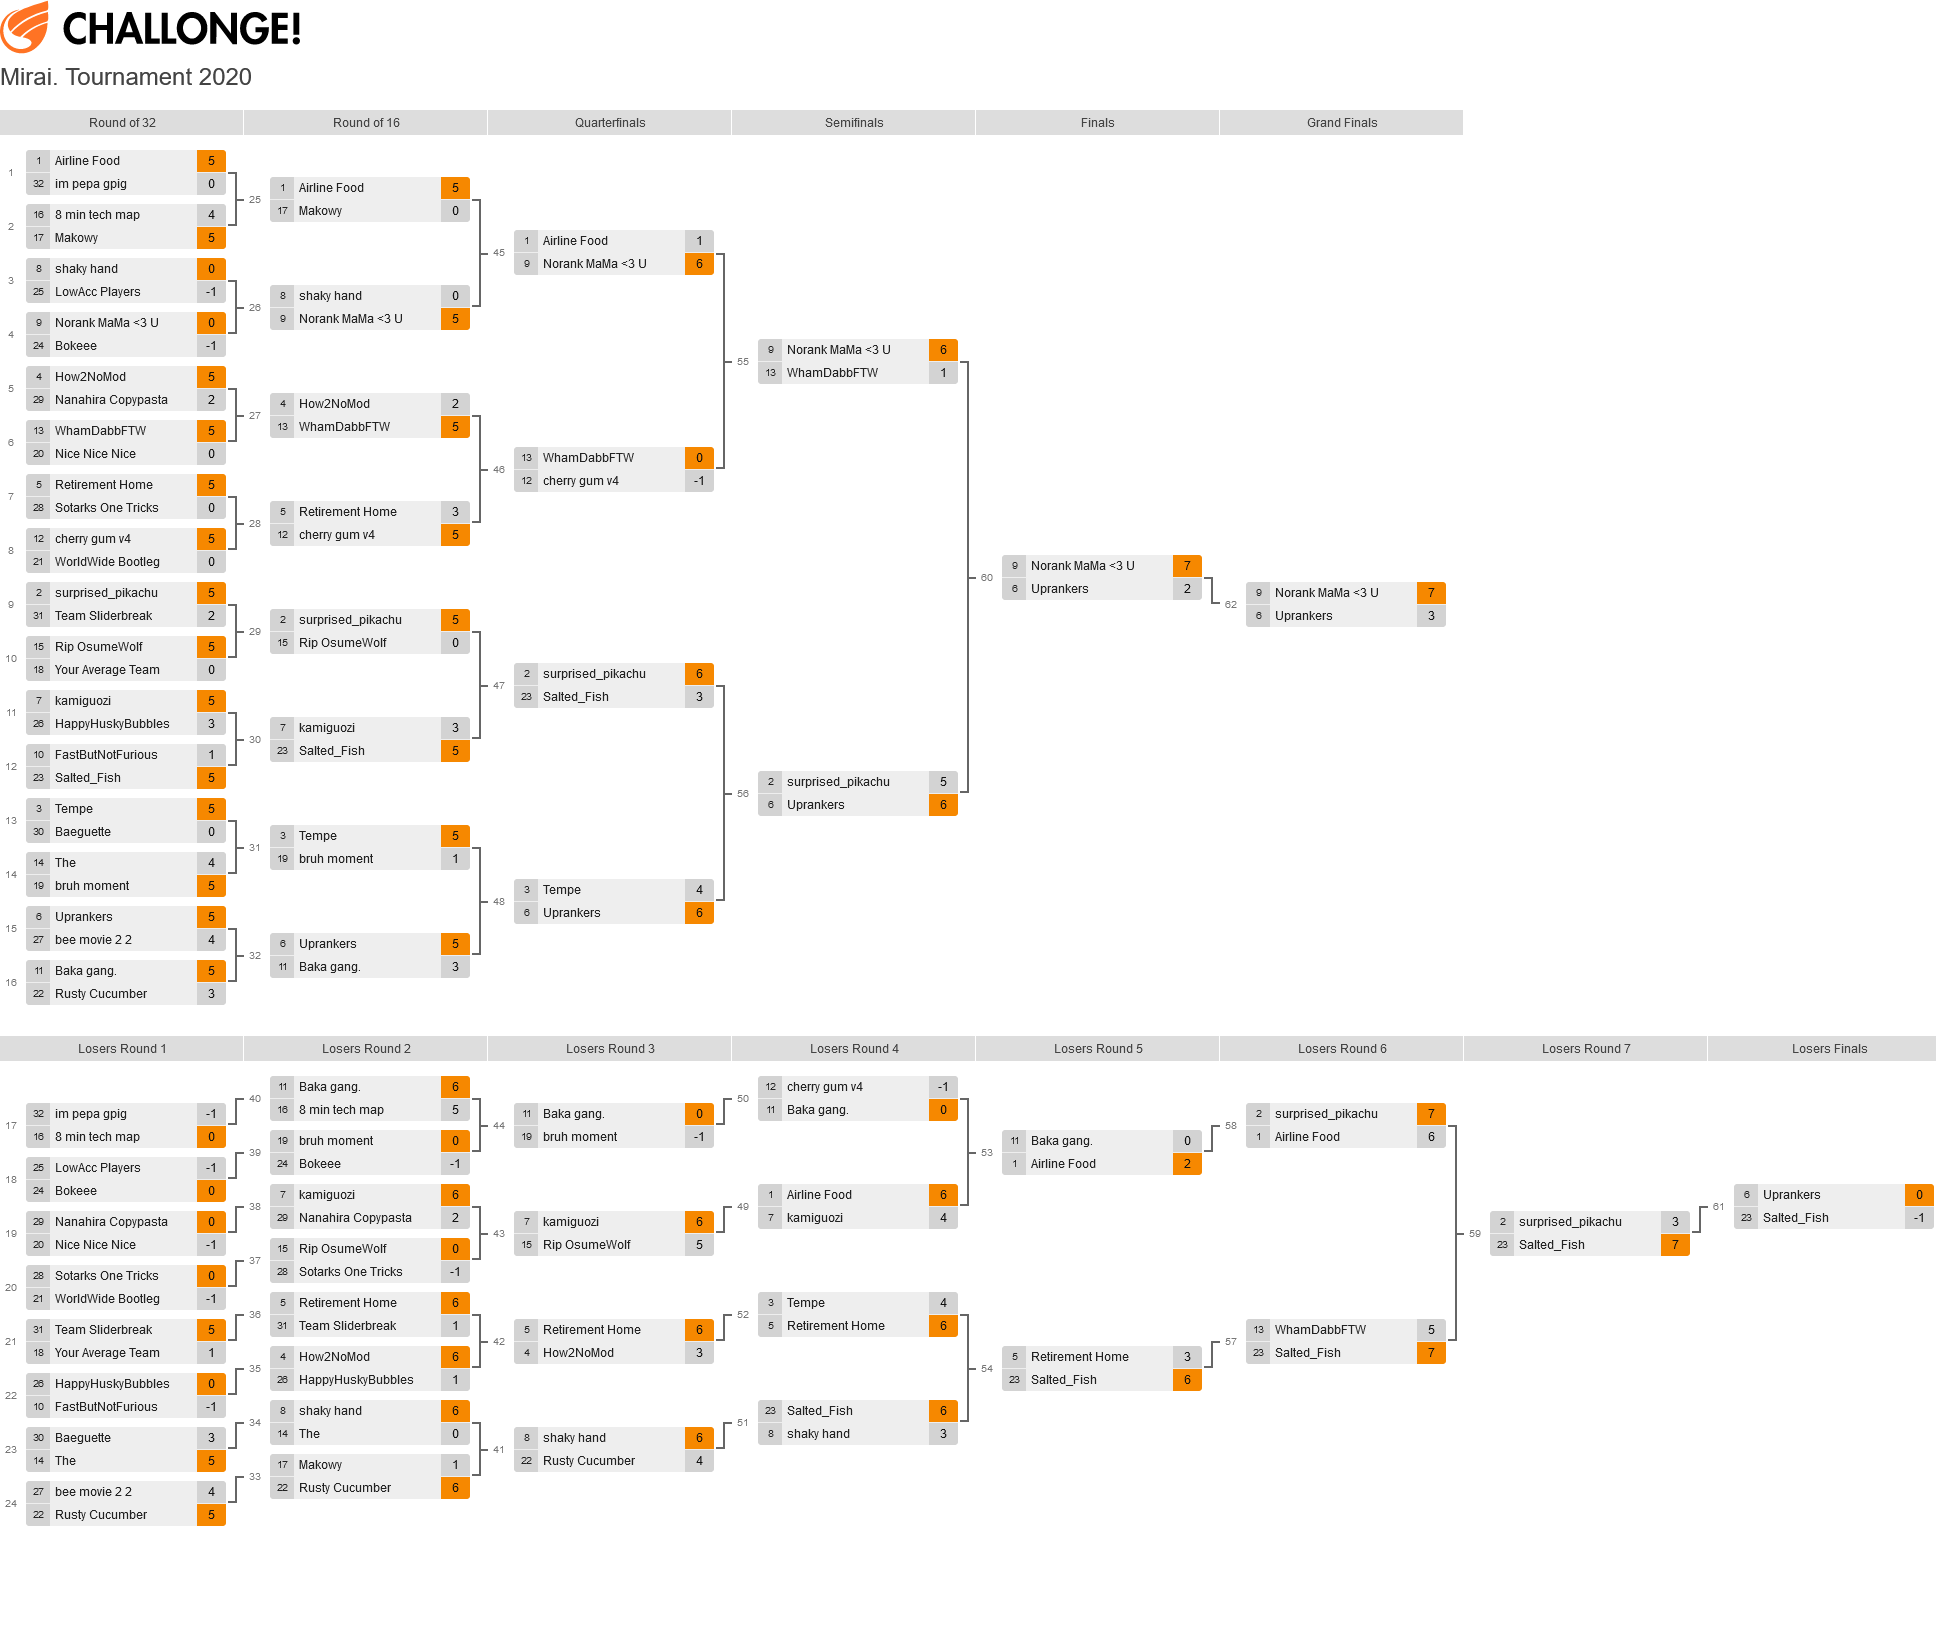 CHALLONGE!
Mirai. Tournament 2020
Round of 32 Round of 16 Quarterfinals Semifinals Finals Grand Finals
1
1 Airline Food 5
32 im pepa gpig 0
2
16 8 min tech map 4
17 Makowy 5
3
8 shaky hand 0
25 LowAcc Players -1
4
9 Norank MaMa <3 U 0
24 Bokeee -1
5
4 How2NoMod 5
29 Nanahira Copypasta 2
6
13 WhamDabbFTW 5
20 Nice Nice Nice 0
7
5 Retirement Home 5
28 Sotarks One Tricks 0
8
12 cherry gum v4 5
21 WorldWide Bootleg 0
9
2 surprised_pikachu 5
31 Team Sliderbreak 2
10
15 Rip OsumeWolf 5
18 Your Average Team 0
11
7 kamiguozi 5
26 HappyHuskyBubbles 3
12
10 FastButNotFurious 1
23 Salted_Fish 5
13
3 Tempe 5
30 Baeguette 0
14
14 The 4
19 bruh moment 5
15
6 Uprankers 5
27 bee movie 2 2 4
16
11 Baka gang. 5
22 Rusty Cucumber 3
25
1 Airline Food 5
17 Makowy 0
26
8 shaky hand 0
9 Norank MaMa <3 U 5
27
4 How2NoMod 2
13 WhamDabbFTW 5
28
5 Retirement Home 3
12 cherry gum v4 5
29
2 surprised_pikachu 5
15 Rip OsumeWolf 0
30
7 kamiguozi 3
23 Salted_Fish 5
31
3 Tempe 5
19 bruh moment 1
32
6 Uprankers 5
11 Baka gang. 3
45
1 Airline Food 1
9 Norank MaMa <3 U 6
46
13 WhamDabbFTW 0
12 cherry gum v4 -1
47
2 surprised_pikachu 6
23 Salted_Fish 3
48
3 Tempe 4
6 Uprankers 6
55
9 Norank MaMa <3 U 6
13 WhamDabbFTW 1
56
2 surprised_pikachu 5
6 Uprankers 6
60
9 Norank MaMa <3 U 7
6 Uprankers 2
62
9 Norank MaMa <3 U 7
6 Uprankers 3
Losers Round 1 Losers Round 2 Losers Round 3 Losers Round 4 Losers Round 5 Losers Round 6 Losers Round 7 Losers Finals
17
32 im pepa gpig -1
16 8 min tech map 0
18
25 LowAcc Players -1
24 Bokeee 0
19
29 Nanahira Copypasta 0
20 Nice Nice Nice -1
20
28 Sotarks One Tricks 0
21 WorldWide Bootleg -1
21
31 Team Sliderbreak 5
18 Your Average Team 1
22
26 HappyHuskyBubbles 0
10 FastButNotFurious -1
23
30 Baeguette 3
14 The 5
24
27 bee movie 2 2 4
22 Rusty Cucumber 5
40
11 Baka gang. 6
16 8 min tech map 5
39
19 bruh moment 0
24 Bokeee -1
38
7 kamiguozi 6
29 Nanahira Copypasta 2
37
15 Rip OsumeWolf 0
28 Sotarks One Tricks -1
36
5 Retirement Home 6
31 Team Sliderbreak 1
35
4 How2NoMod 6
26 HappyHuskyBubbles 1
34
8 shaky hand 6
14 The 0
33
17 Makowy 1
22 Rusty Cucumber 6
44
11 Baka gang. 0
19 bruh moment -1
43
7 kamiguozi 6
15 Rip OsumeWolf 5
42
5 Retirement Home 6
4 How2NoMod 3
41
8 shaky hand 6
22 Rusty Cucumber 4
50
12 cherry gum v4 -1
11 Baka gang. 0
49
1 Airline Food 6
7 kamiguozi 4
52
3 Tempe 4
5 Retirement Home 6
51
23 Salted_Fish 6
8 shaky hand 3
53
11 Baka gang. 0
1 Airline Food 2
54
5 Retirement Home 3
23 Salted_Fish 6
58
2 surprised_pikachu 7
1 Airline Food 6
57
13 WhamDabbFTW 5
23 Salted_Fish 7
59
2 surprised_pikachu 3
23 Salted_Fish 7
61
6 Uprankers 0
23 Salted_Fish -1